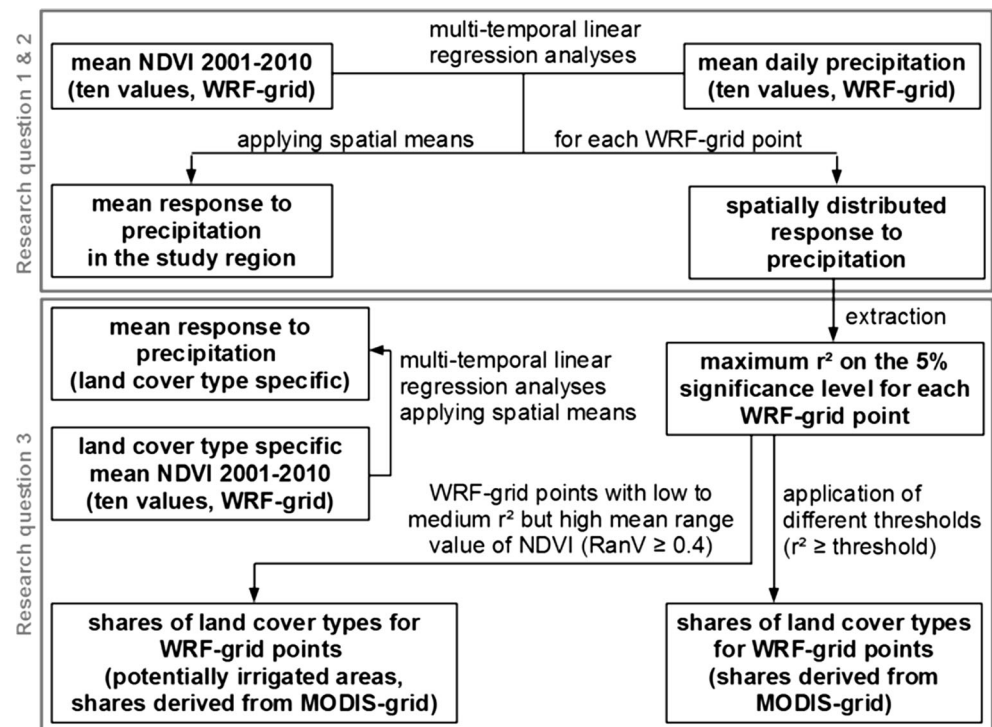 Research question 1 & 2
multi-temporal linear
regression analyses
mean NDVI 2001-2010
(ten values, WRF-grid)
mean daily precipitation
(ten values, WRF-grid)
applying spatial means
for each WRF-grid point
mean response to
precipitation
in the study region
spatially distributed
response to
precipitation
Research question 3
extraction
mean response to
precipitation
(land cover type specific)
multi-temporal linear
regression analyses
applying spatial means
maximum r² on the 5%
significance level for each
WRF-grid point
land cover type specific
mean NDVI 2001-2010
(ten values, WRF-grid)
WRF-grid points with low to
medium r² but high mean range
value of NDVI (RanV ≥ 0.4)
application of
different thresholds
(r² ≥ threshold)
shares of land cover types for
WRF-grid points
(potentially irrigated areas,
shares derived from MODIS-grid)
shares of land cover types
for WRF-grid points
(shares derived from
MODIS-grid)